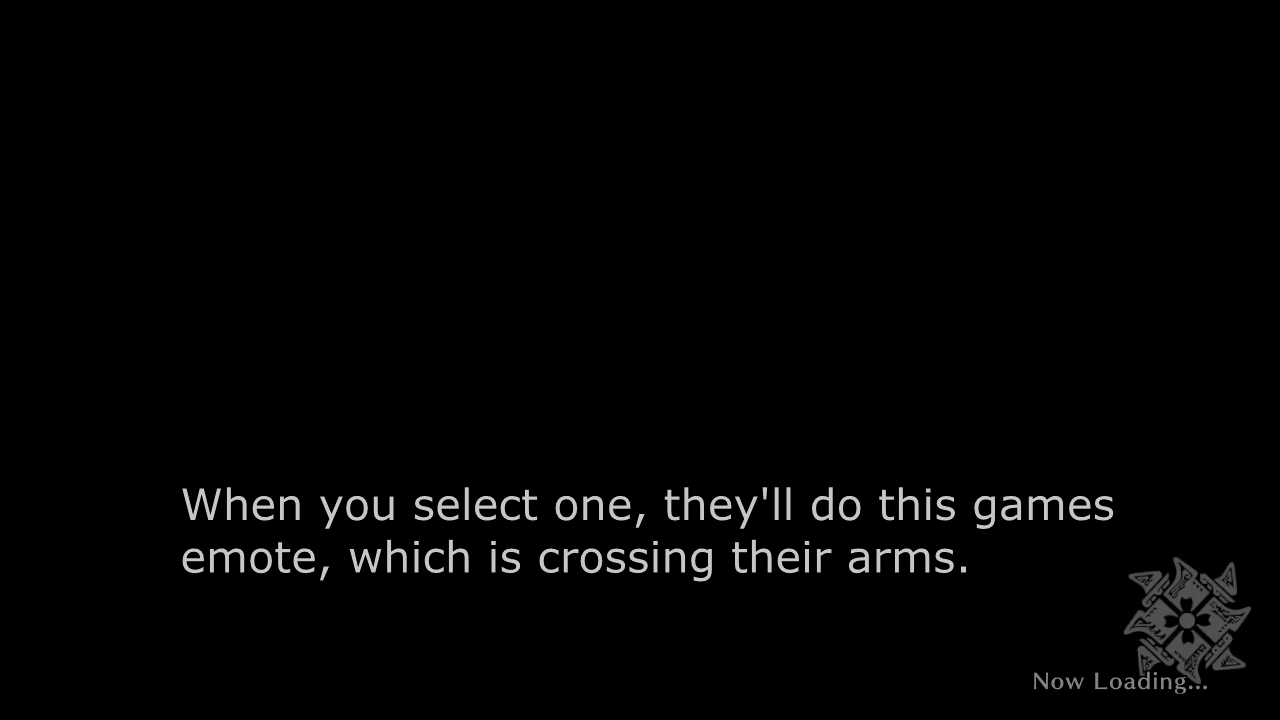 When you select one, they'll do this games
emote, which is crossing their arms.
Now Loading...